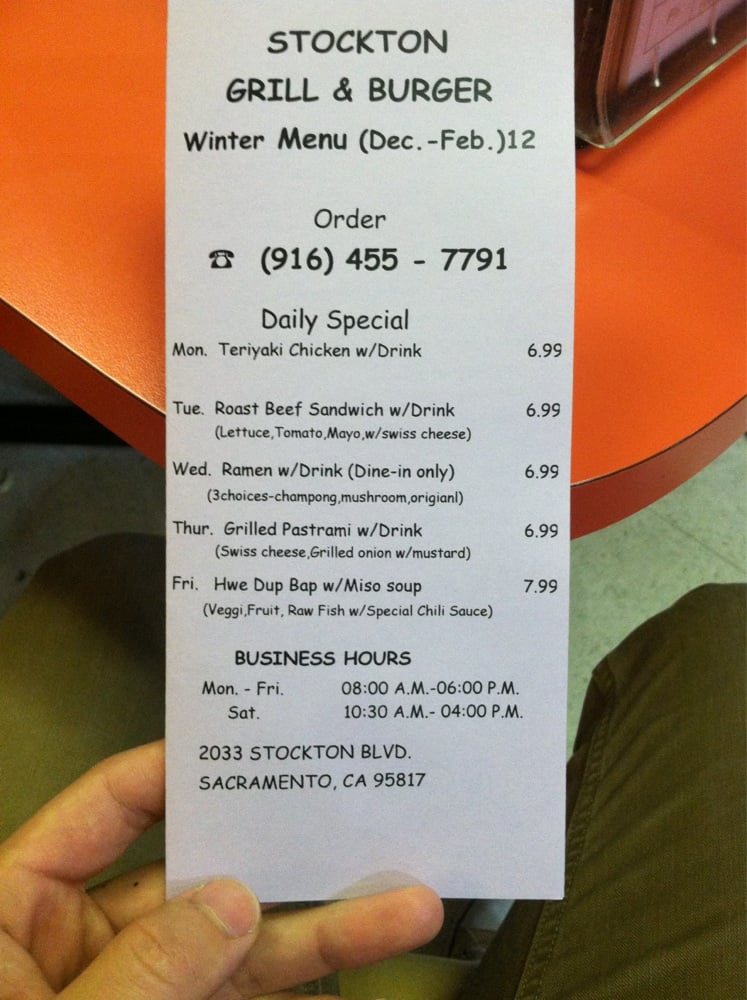 STOCKTON
GRILL & BURGER
Winter Menu (Dec.-Feb.)12
Order
☎ (916) 455 - 7791
Daily Special
Mon. Teriyaki Chicken w/Drink 6.99
Tue. Roast Beef Sandwich w/Drink 6.99
(Lettuce,Tomato,Mayo,w/swiss cheese)
Wed. Ramen w/Drink (Dine-in only) 6.99
(3choices-champong,mushroom,origianl)
Thur. Grilled Pastrami w/Drink 6.99
(Swiss cheese,Grilled onion w/mustard)
Fri. Hwe Dup Bap w/Miso soup 7.99
(Veggi,Fruit, Raw Fish w/Special Chili Sauce)
BUSINESS HOURS
Mon. - Fri. 08:00 A.M.-06:00 P.M.
Sat. 10:30 A.M.- 04:00 P.M.
2033 STOCKTON BLVD.
SACRAMENTO, CA 95817